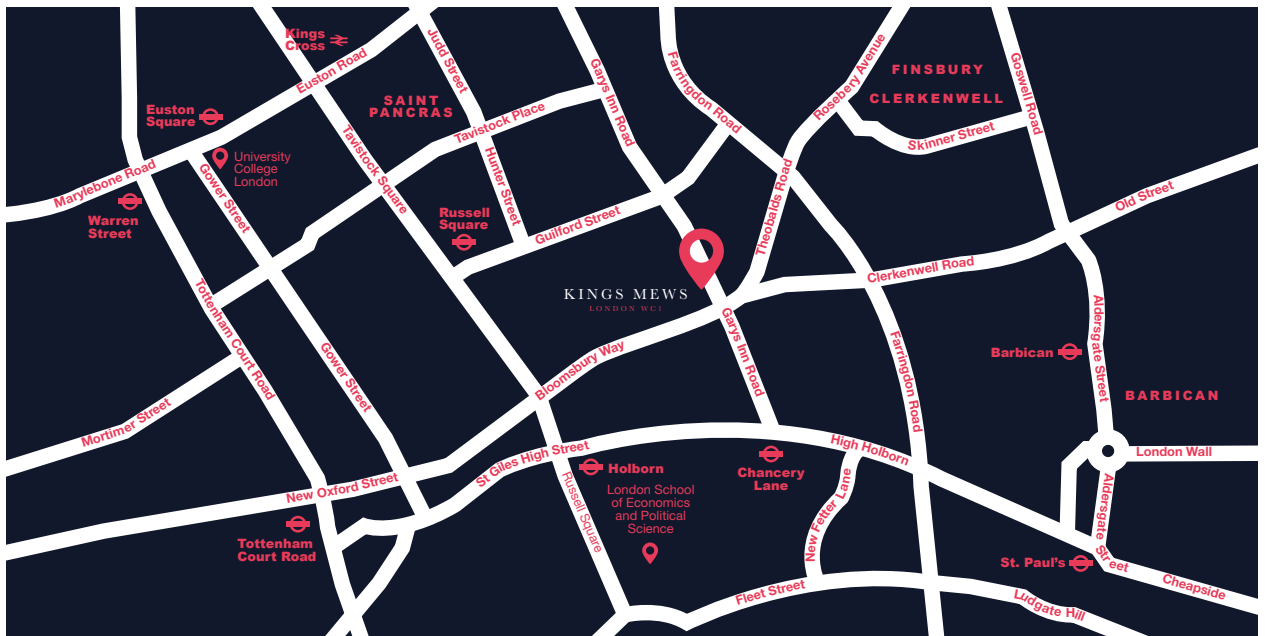 Kings
Cross
Euston Road
Judd Street
Garys Inn Road
Farringdon Road
Rosebery Avenue
FINSBURY
CLERKENWELL
Goswell Road
SAINT
PANCRAS
Euston
Square
Tavistock Place
Tavistock Square
Skinner Street
University
College
London
Marylebone Road
Gower Street
Hunter Street
Warren
Street
Russell
Square
Guilford Street
Theobalds Road
Old Street
Clerkenwell Road
KINGS MEWS
LONDON WC1
Tottenham Court Road
Gower Street
Bloomsbury Way
Garys Inn Road
Farringdon Road
Aldersgate Street
Barbican
BARBICAN
Mortimer Street
High Holborn
St Giles High Street
London Wall
Holborn
Chancery
Lane
New Oxford Street
Russell Square
London School
of Economics
and Political
Science
New Fetter Lane
Aldersgate Street
Tottenham
Court Road
St. Paul's
Cheapside
Fleet Street
Ludgate Hill